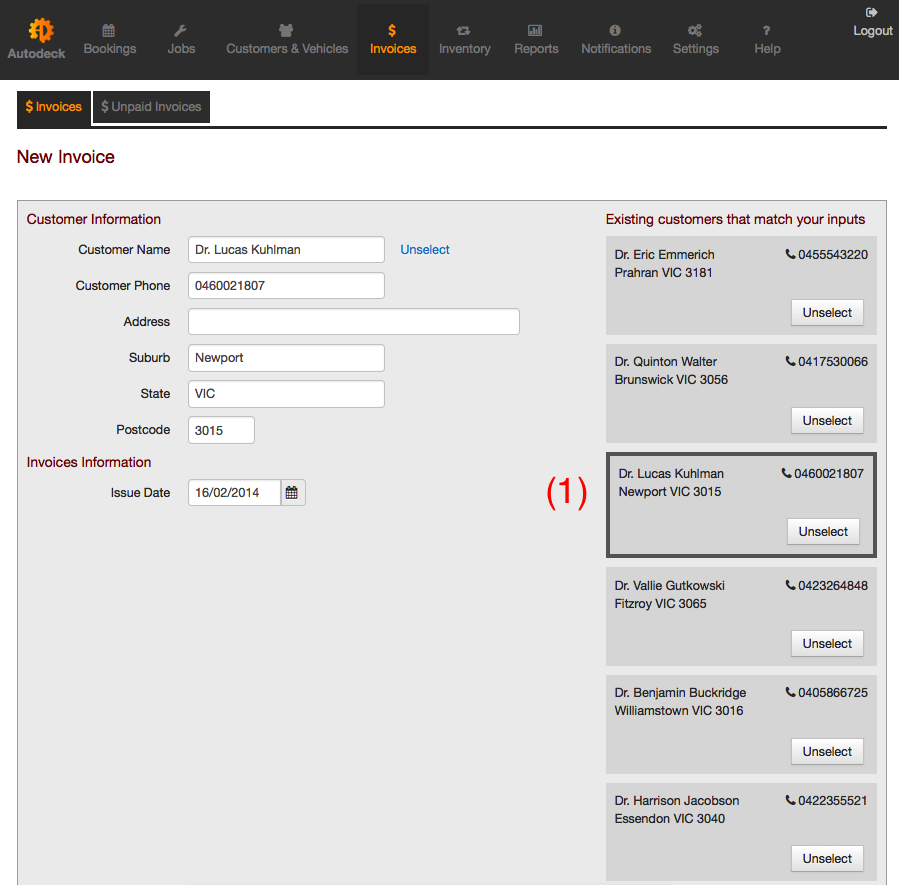 Autodeck
Bookings
Jobs
Customers & Vehicles
$
Invoices
Inventory
Reports
Notifications
Settings
?
Help
Logout
$ Invoices
$ Unpaid Invoices
New Invoice
Customer Information
Customer Name Dr. Lucas Kuhlman Unselect
Customer Phone 0460021807
Address
Suburb Newport
State VIC
Postcode 3015
Invoices Information
Issue Date 16/02/2014
(1)
Existing customers that match your inputs
Dr. Eric Emmerich 0455543220
Prahran VIC 3181
Unselect
Dr. Quinton Walter 0417530066
Brunswick VIC 3056
Unselect
Dr. Lucas Kuhlman 0460021807
Newport VIC 3015
Unselect
Dr. Vallie Gutkowski 0423264848
Fitzroy VIC 3065
Unselect
Dr. Benjamin Buckridge 0405866725
Williamstown VIC 3016
Unselect
Dr. Harrison Jacobson 0422355521
Essendon VIC 3040
Unselect